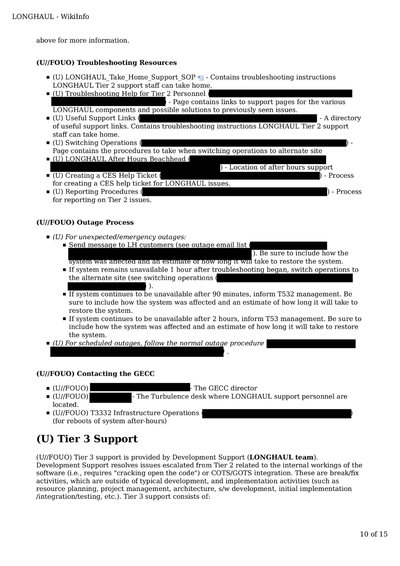 LONGHAUL - WikiInfo
above for more information.
(U//FOUO) Troubleshooting Resources
(U) LONGHAUL_Take_Home_Support_SOP - Contains troubleshooting instructions
LONGHAUL Tier 2 support staff can take home.
(U) Troubleshooting Help for Tier 2 Personnel (
) - Page contains links to support pages for the various
LONGHAUL components and possible solutions to previously seen issues.
(U) Useful Support Links ( - A directory
of useful support links. Contains troubleshooting instructions LONGHAUL Tier 2 support
staff can take home.
(U) Switching Operations ( ) -
Page contains the procedures to take when switching operations to alternate site
(U) LONGHAUL After Hours Beachhead (
) - Location of after hours support
(U) Creating a CES Help Ticket ( ) - Process
for creating a CES help ticket for LONGHAUL issues.
(U) Reporting Procedures ( ) - Process
for reporting on Tier 2 issues.
(U//FOUO) Outage Process
(U) For unexpected/emergency outages:
Send message to LH customers (see outage email list (
). Be sure to include how the
system was affected and an estimate of how long it will take to restore the system.
If system remains unavailable 1 hour after troubleshooting began, switch operations to
the alternate site (see switching operations (
).
If system continues to be unavailable after 90 minutes, inform T532 management. Be
sure to include how the system was affected and an estimate of how long it will take to
restore the system.
If system continues to be unavailable after 2 hours, inform T53 management. Be sure to
include how the system was affected and an estimate of how long it will take to restore
the system.
(U) For scheduled outages, follow the normal outage procedure
) .
(U//FOUO) Contacting the GECC
(U//FOUO) - The GECC director
(U//FOUO) - The Turbulence desk where LONGHAUL support personnel are
located.
(U//FOUO) T3332 Infrastructure Operations ( )
(for reboots of system after-hours)
(U) Tier 3 Support
(U//FOUO) Tier 3 support is provided by Development Support (LONGHAUL team).
Development Support resolves issues escalated from Tier 2 related to the internal workings of the
software (i.e., requires "cracking open the code") or COTS/GOTS integration. These are break/fix
activities, which are outside of typical development, and implementation activities (such as
resource planning, project management, architecture, s/w development, initial implementation
/integration/testing, etc.). Tier 3 support consists of:
10 of 15